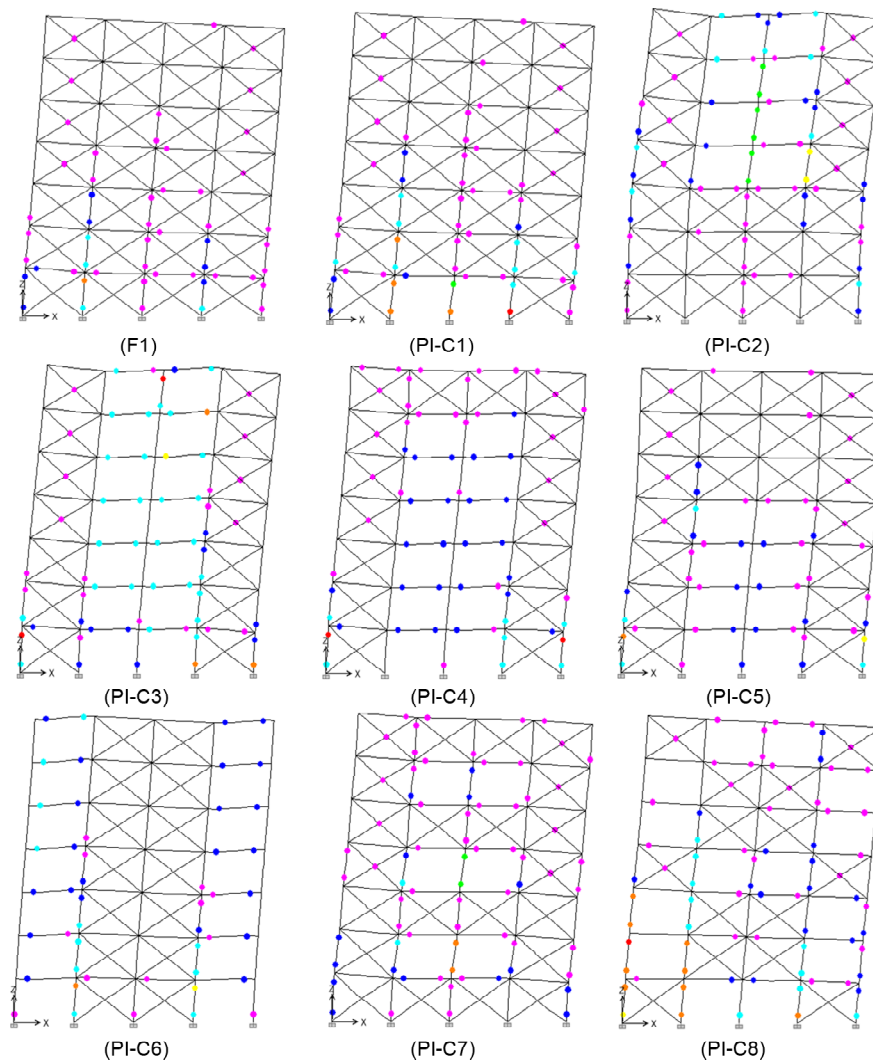 Z
X
Z
X
Z
X
(F1)
(PI-C1)
(PI-C2)
Z
X
Z
X
Z
X
(PI-C3)
(PI-C4)
(PI-C5)
Z
X
Z
X
Z
X
(PI-C6)
(PI-C7)
(PI-C8)